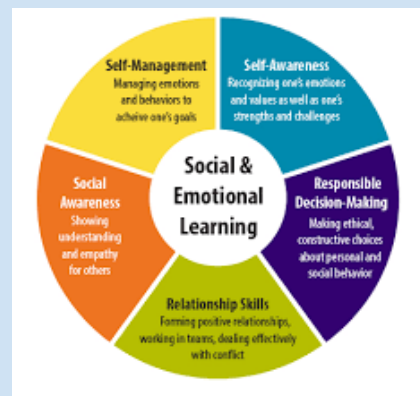 Self-Management
Managing emotions
and behaviors to
acheive one's goals
Self-Awareness
Recognizing one's emotions
and values as well as one's
strengths and challenges
Social &
Emotional
Learning
Social
Awareness
Showing
understanding
and empathy
for others
Responsible
Decision-Making
Making ethical,
constructive choices
about personal and
social behavior
Relationship Skills
Forming positive relationships,
working in teams, dealing effectively
with conflict